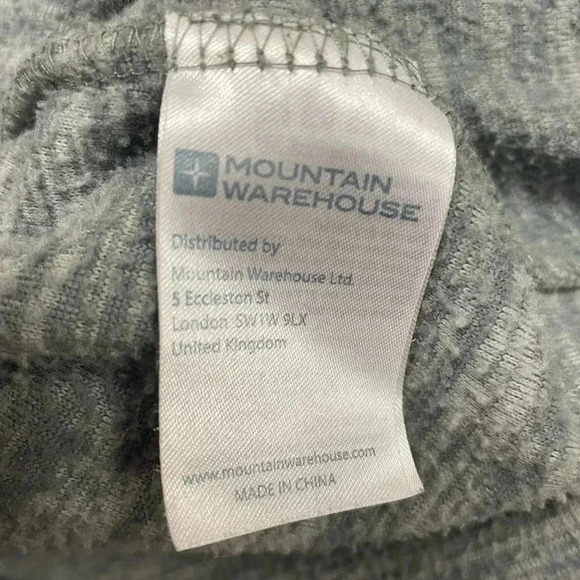 MOUNTAIN
WAREHOUSE
Distributed by
Mountain Warehouse Ltd.
5 Eccleston St
London SW1W 9LX
United Kingdom
www.mountainwarehouse.com
MADE IN CHINA